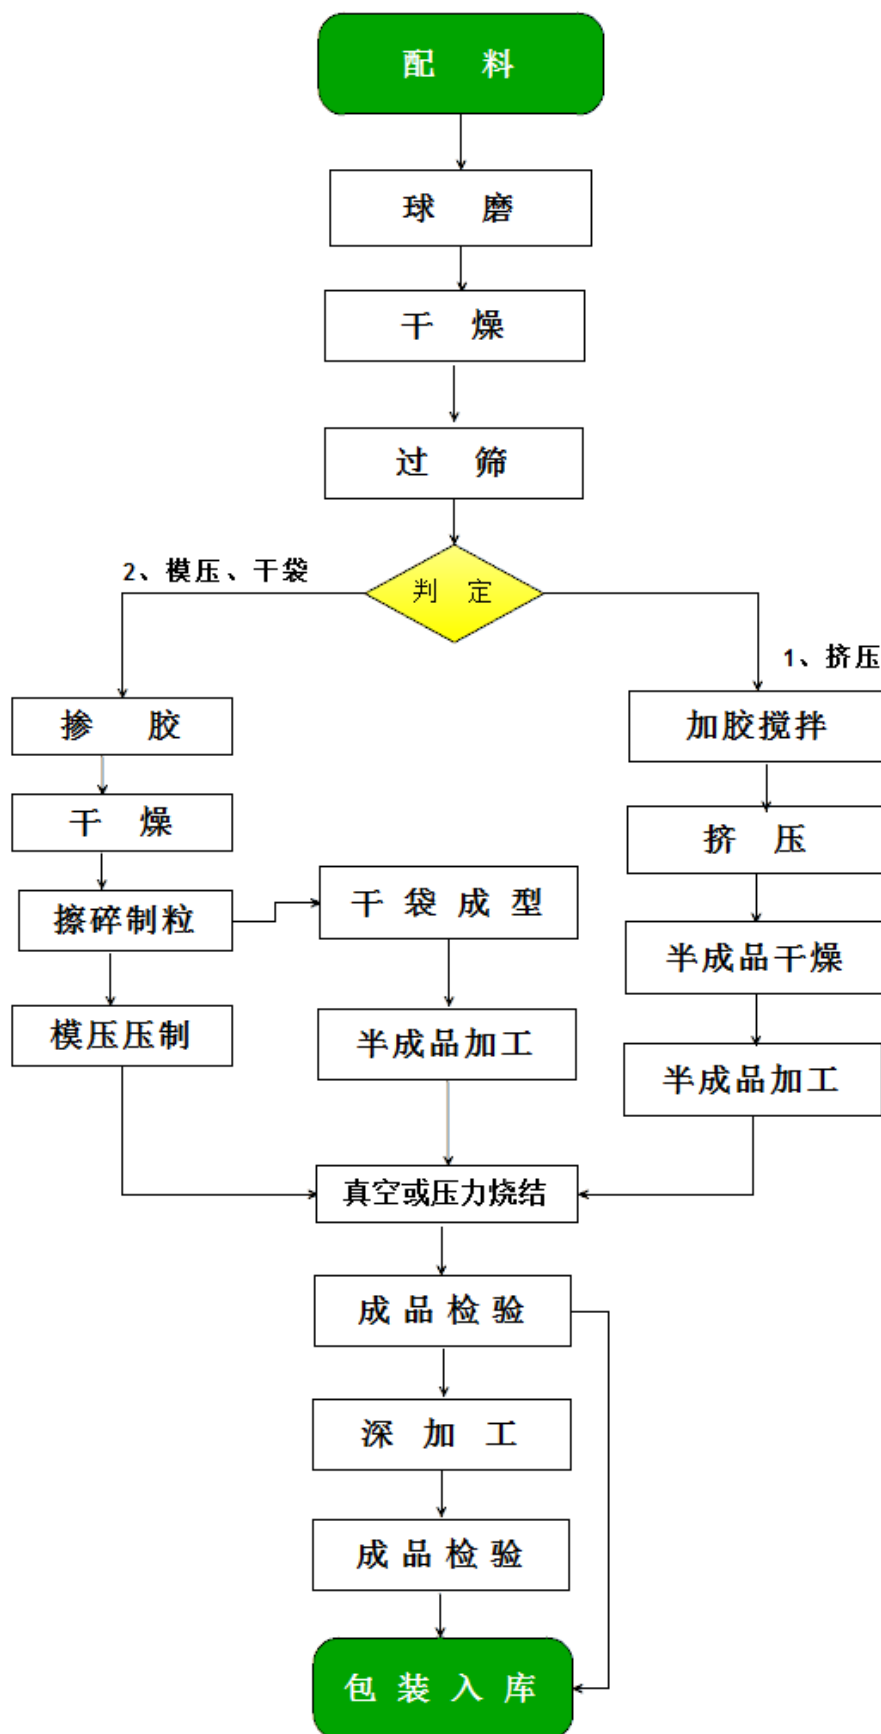 配 料
球 磨
干 燥
过 筛
判 定
2、模压、干袋
1、挤压
掺 胶
加胶搅拌
干 燥
挤 压
擦碎制粒
干袋成型
半成品干燥
模压压制
半成品加工
半成品加工
真空或压力烧结
成品检验
深加工
成品检验
包装入库